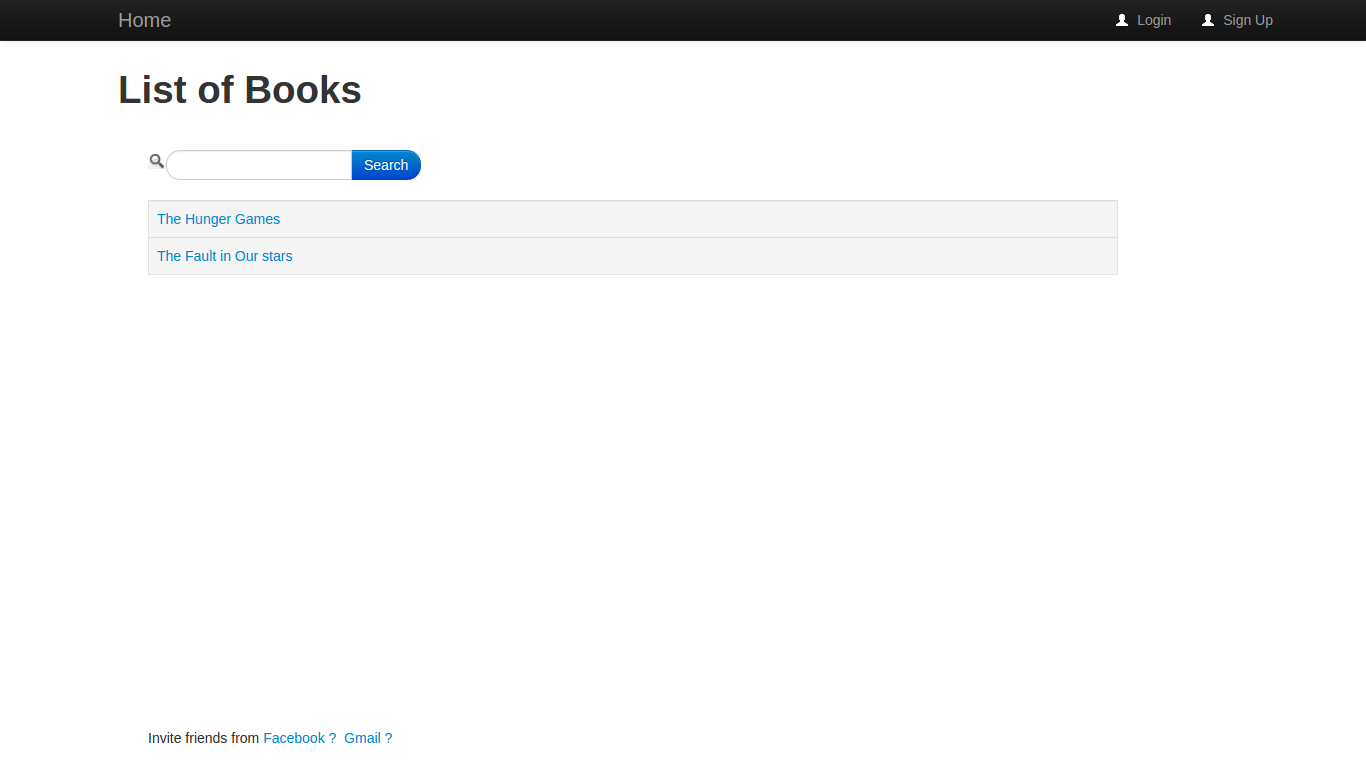 Home Login Sign Up
List of Books
Search
The Hunger Games
The Fault in Our stars
Invite friends from Facebook ? Gmail ?